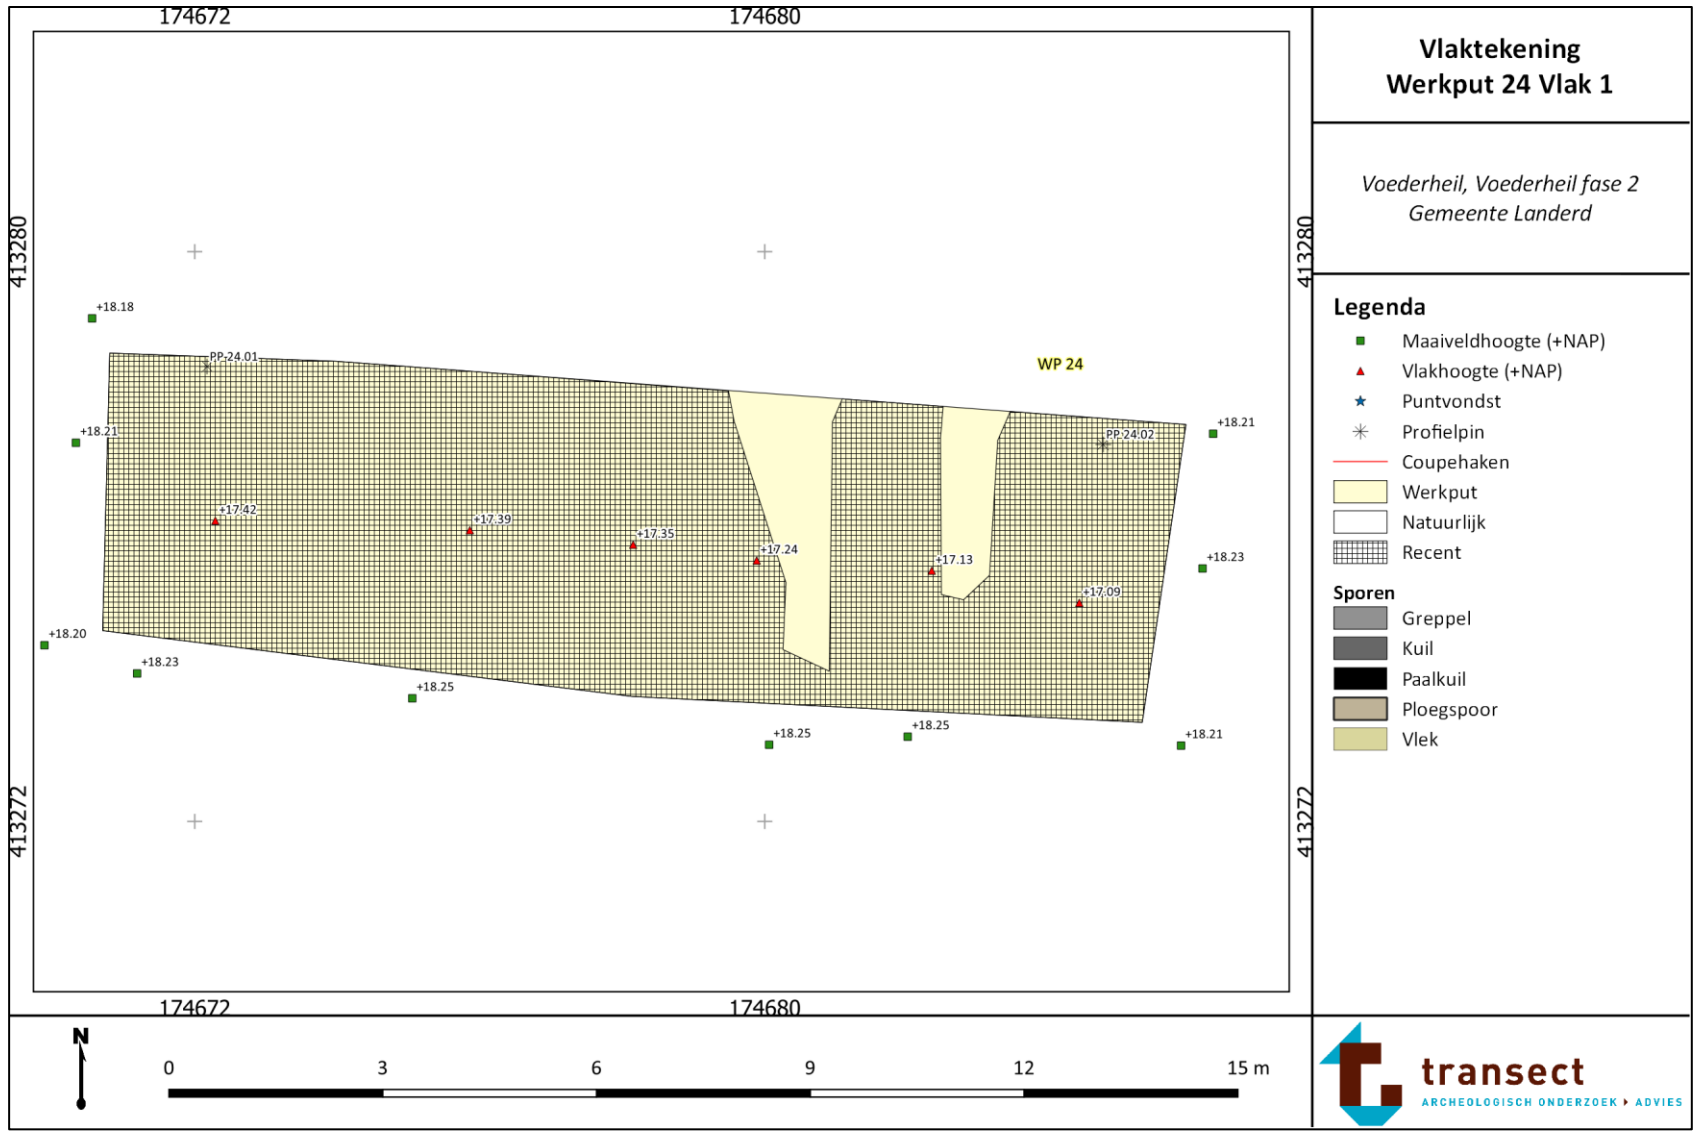 174672
174680
413280
413280
+18.18
PP-24.01
WP 24
+18.21
+18.21
PP-24.02
+17.42
+17.39
+17.35
+17.24
+17.13
+18.23
+17.09
+18.20
+18.23
+18.25
+18.25
+18.25
+18.21
413272
413272
174672
174680
N
0 3 6 9 12 15 m
Vlaktekening
Werkput 24 Vlak 1
Voederheil, Voederheil fase 2
Gemeente Landerd
Legenda
Maaiveldhoogte (+NAP)
Vlakhoogte (+NAP)
Puntvondst
Profielpin
Coupehaken
Werkput
Natuurlijk
Recent
Sporen
Greppel
Kuil
Paalkuil
Ploegspoor
Vlek
transect
ARCHEOLOGISCH ONDERZOEK ADVIES